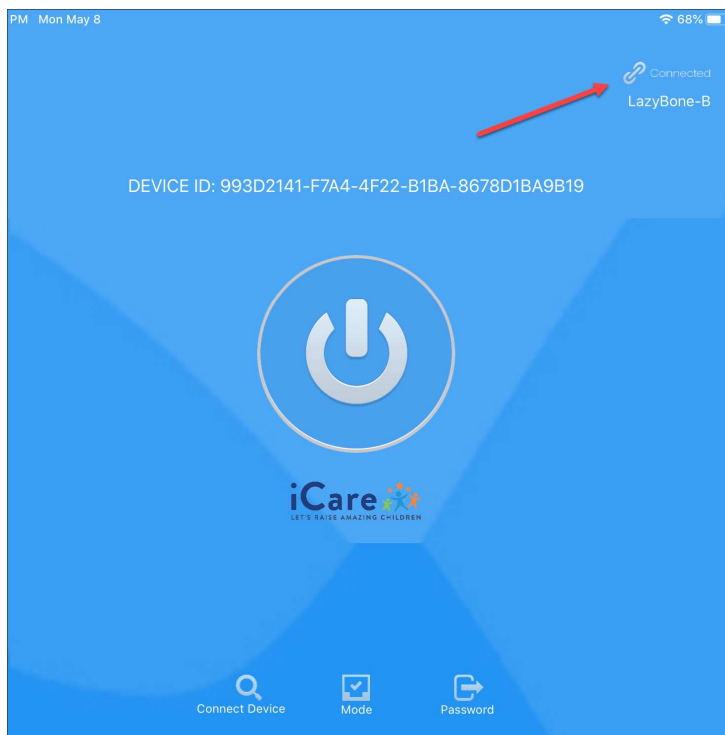 PM Mon May 8
68%
Connected
LazyBone-B
DEVICE ID: 993D2141-F7A4-4F22-B1BA-8678D1BA9B19
iCare
LET'S RAISE AMAZING CHILDREN
Connect Device
Mode
Password